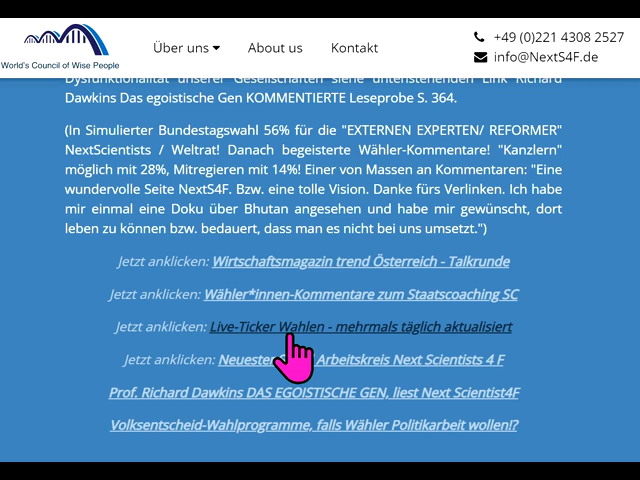 World's Council of Wise People
Über uns
About us
Kontakt
+49 (0)221 4308 2527
info@NextS4F.de
Dysfunktionalität unserer Gesellschaften siehe untenstehenden Link Richard
Dawkins Das egoistische Gen KOMMENTIERTE Leseprobe S. 364.
(In Simulierter Bundestagswahl 56% für die "EXTERNEN EXPERTEN/ REFORMER"
NextScientists / Weltrat! Danach begeisterte Wähler-Kommentare! "Kanzlern"
möglich mit 28%, Mitregieren mit 14%! Einer von Massen an Kommentaren: "Eine
wundervolle Seite NextS4F. Bzw. eine tolle Vision. Danke fürs Verlinken. Ich habe
mir einmal eine Doku über Bhutan angesehen und habe mir gewünscht, dort
leben zu können bzw. bedauert, dass man es nicht bei uns umsetzt.")
Jetzt anklicken: Wirtschaftsmagazin trend Österreich - Talkrunde
Jetzt anklicken: Wähler*innen-Kommentare zum Staatscoaching SC
Jetzt anklicken: Live-Ticker Wahlen - mehrmals täglich aktualisiert
Jetzt anklicken: Neuester Arbeitskreis Next Scientists 4 F
Prof. Richard Dawkins DAS EGOISTISCHE GEN, liest Next Scientist4F
Volksentscheid-Wahlprogramme, falls Wähler Politikarbeit wollen!?